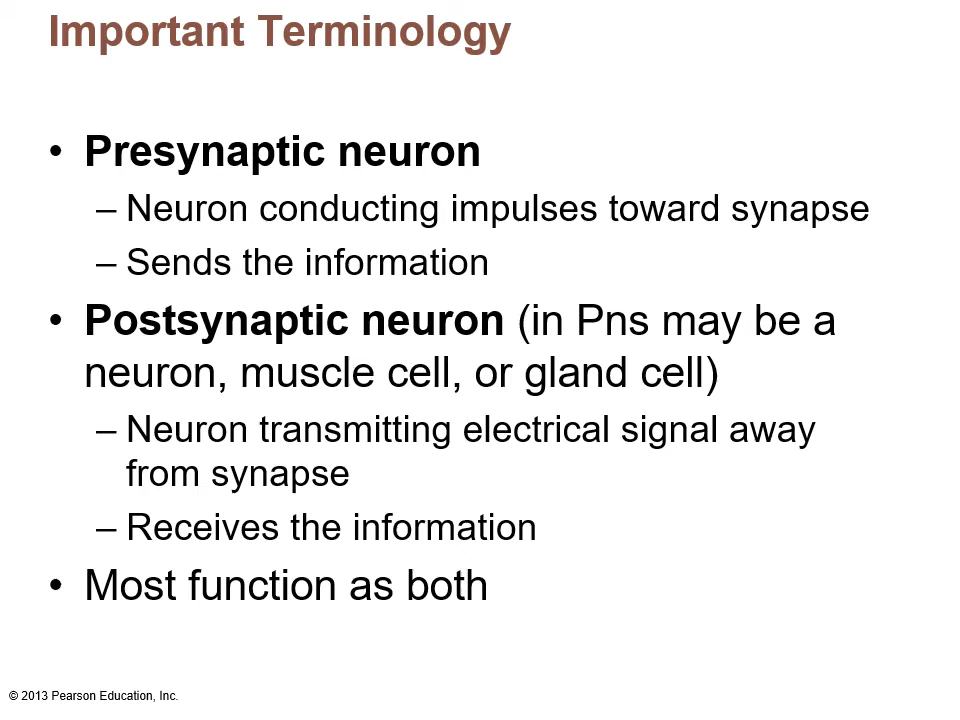 Important Terminology
• Presynaptic neuron
– Neuron conducting impulses toward synapse
– Sends the information
• Postsynaptic neuron (in Pns may be a
neuron, muscle cell, or gland cell)
– Neuron transmitting electrical signal away
from synapse
– Receives the information
• Most function as both
© 2013 Pearson Education, Inc.